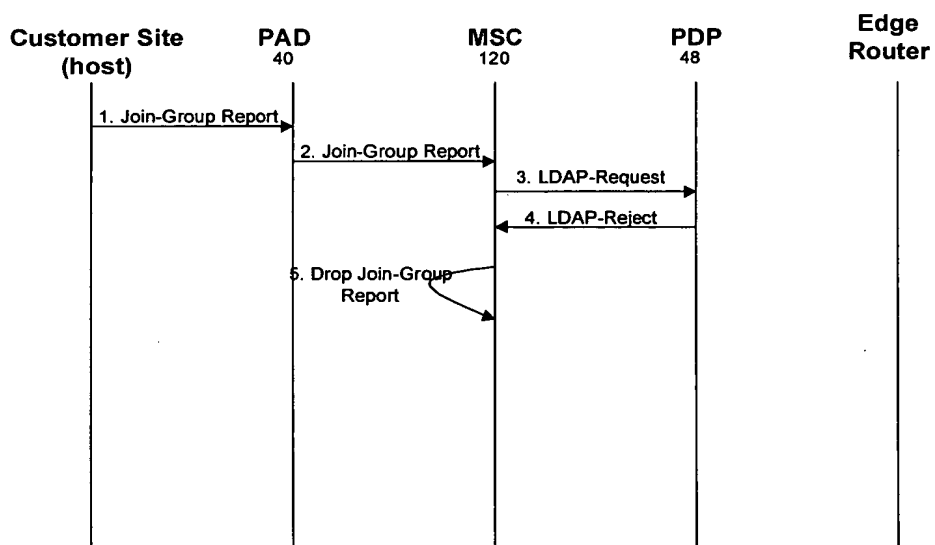 Customer Site
(host)
PAD
40
MSC
120
PDP
48
Edge
Router
1. Join-Group Report
2. Join-Group Report
3. LDAP-Request
4. LDAP-Reject
5. Drop Join-Group
Report